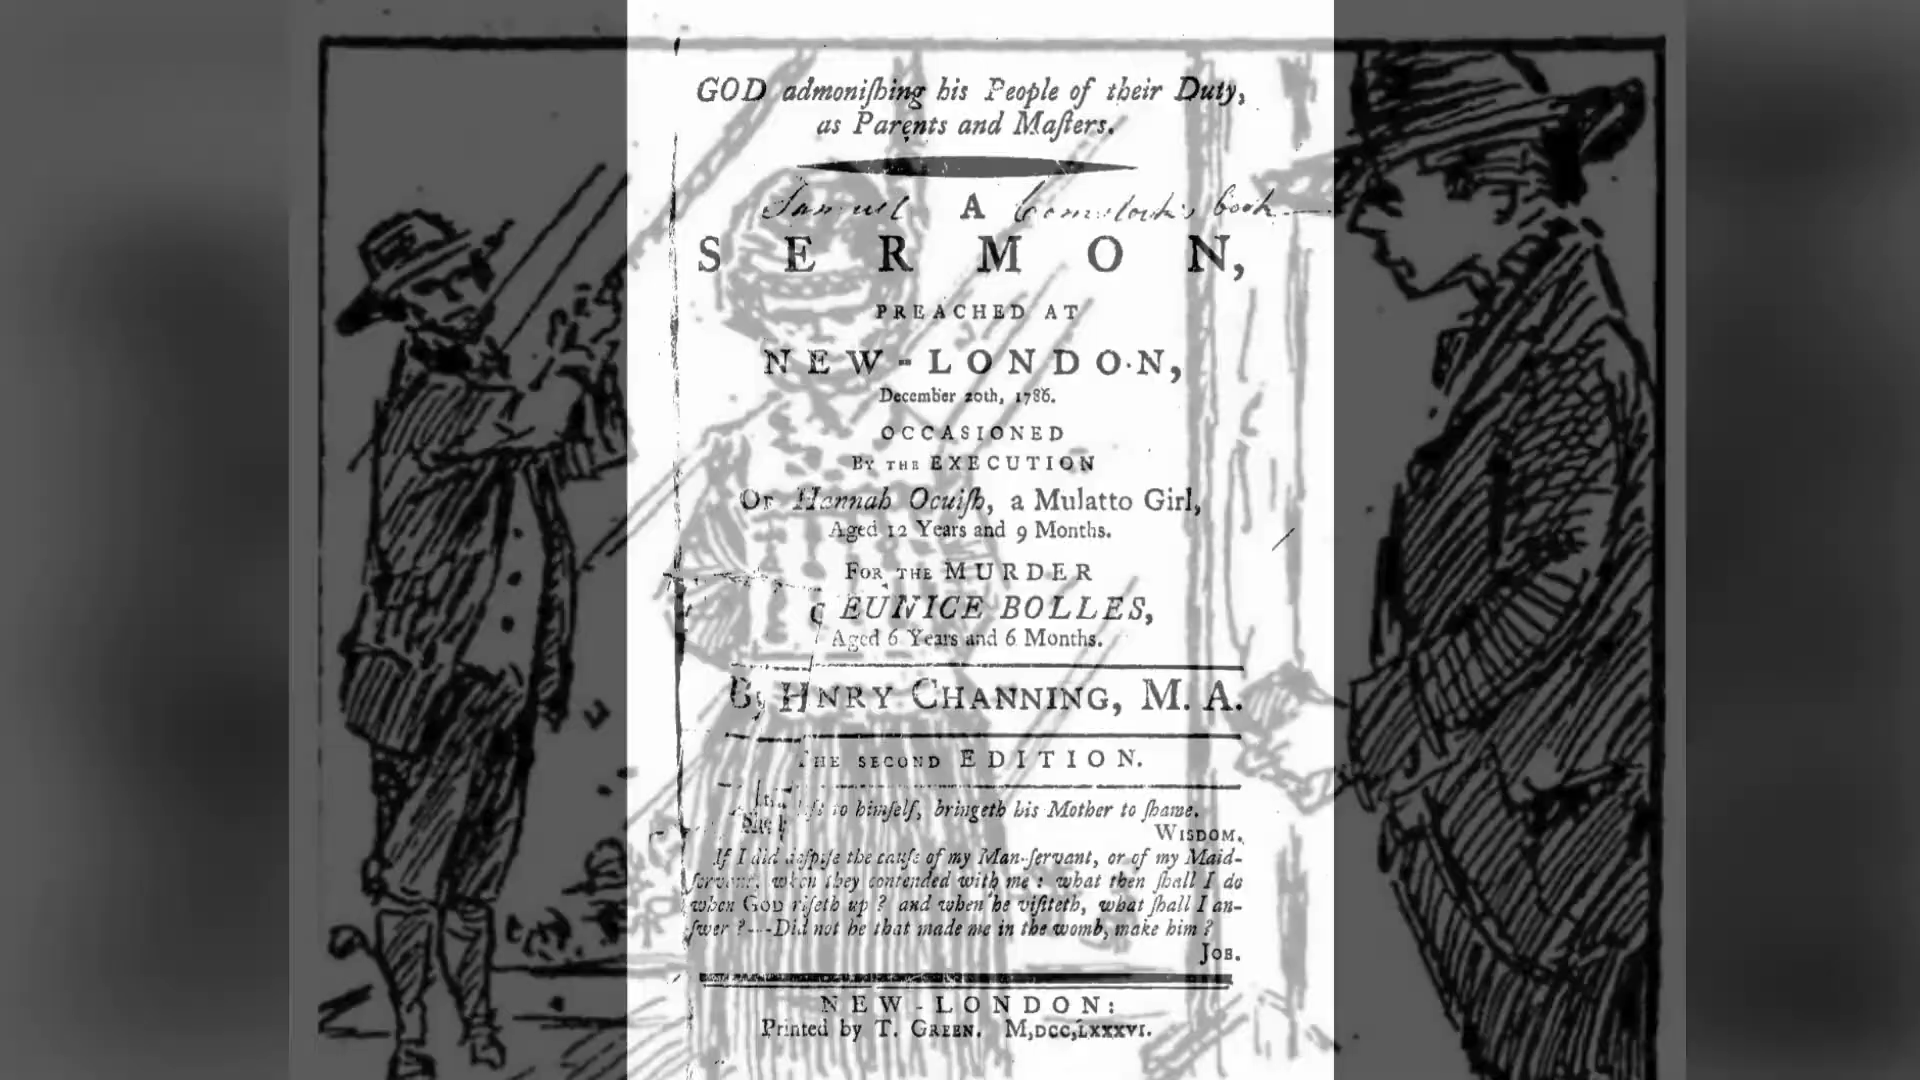 GOD admoniſhing his People of their Duty,
as Parents and Maſters.
Samuel A Comstock's book
SERMON,
PREACHED AT
NEW-LONDON,
December 20th, 1786.
OCCASIONED
BY THE EXECUTION
OF Hannah Ocuiſh, a Mulatto Girl,
Aged 12 Years and 9 Months.
FOR THE MURDER
EUNICE BOLLES,
Aged 6 Years and 6 Months.
By HNRY CHANNING, M. A.
THE SECOND EDITION.
to himſelf, bringeth his Mother to ſhame.
WISDOM.
If I did deſpiſe the cauſe of my Man-ſervant, or of my Maid-
ſervant, when they contended with me: what then ſhall I do
when GOD riſeth up? and when he viſiteth, what ſhall I an-
ſwer?---Did not he that made me in the womb, make him?
JOB.
NEW-LONDON:
Printed by T. GREEN. M,DCC,LXXXVI.